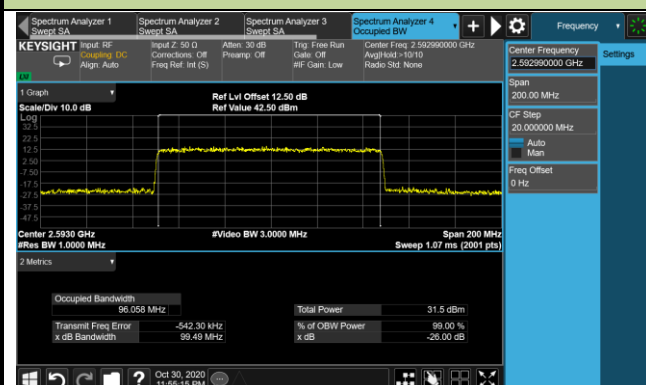 Spectrum Analyzer 1
Swept SA
Spectrum Analyzer 2
Swept SA
Spectrum Analyzer 3
Swept SA
Spectrum Analyzer 4
Occupied BW
Frequency
KEYSIGHT
Input: RF
Coupling: DC
Align: Auto
Input Z: 50 Ω
Corrections: Off
Freq Ref: Int (S)
Atten: 30 dB
Preamp: Off
Trig: Free Run
Gate: Off
#IF Gain: Low
Center Freq: 2.592990000 GHz
Avg|Hold:>10/10
Radio Std: None
Center Frequency
2.592990000 GHz
Settings
Span
200.00 MHz
CF Step
20.000000 MHz
Auto
Man
Freq Offset
0 Hz
1 Graph
Scale/Div 10.0 dB
Ref Lvl Offset 12.50 dB
Ref Value 42.50 dBm
Log
32.5
22.5
12.5
2.50
-7.50
-17.5
-27.5
-37.5
-47.5
Center 2.5930 GHz
#Res BW 1.0000 MHz
#Video BW 3.0000 MHz
Span 200 MHz
Sweep 1.07 ms (2001 pts)
2 Metrics
Occupied Bandwidth
96.058 MHz
Total Power
31.5 dBm
Transmit Freq Error
-542.30 kHz
% of OBW Power
99.00 %
x dB Bandwidth
99.49 MHz
x dB
-26.00 dB
Oct 30, 2020
11:55:15 PM